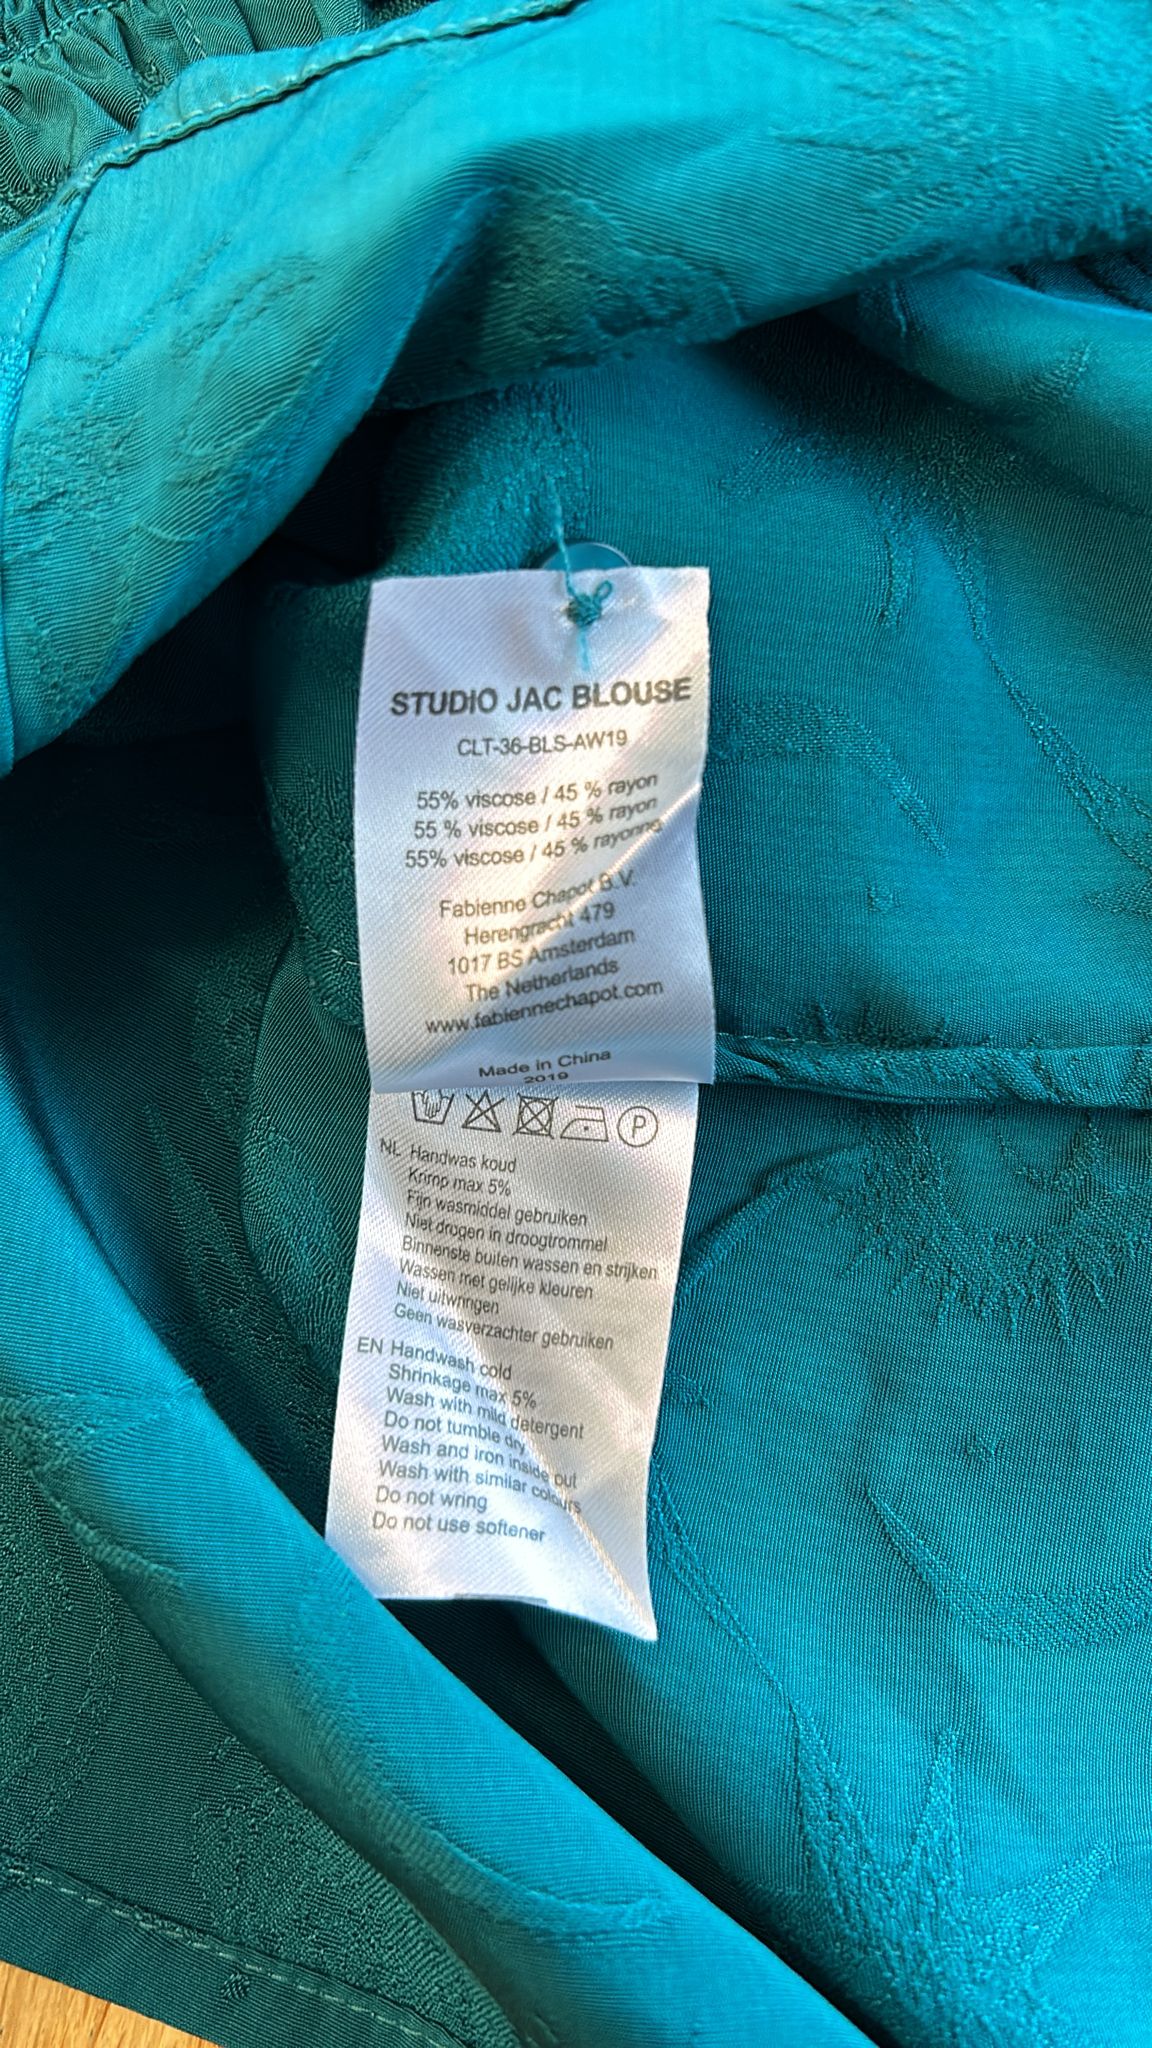 STUDIO JAC BLOUSE
CLT-36-BLS-AW19
55% viscose / 45 % rayon
55 % viscose / 45 % rayon
55% viscose / 45 % rayonne
Fabienne Chapot B.V.
Herengracht 479
1017 BS Amsterdam
The Netherlands
www.fabiennechapot.com
Made in China
2019
P
NL Handwas koud
Krimp max 5%
Fijn wasmiddel gebruiken
Niet drogen in droogtrommel
Binnenste buiten wassen en strijken
Wassen met gelijke kleuren
Niet uitwringen
Geen wasverzachter gebruiken
EN Handwash cold
Shrinkage max 5%
Wash with mild detergent
Do not tumble dry
Wash and iron inside out
Wash with similar colours
Do not wring
Do not use softener